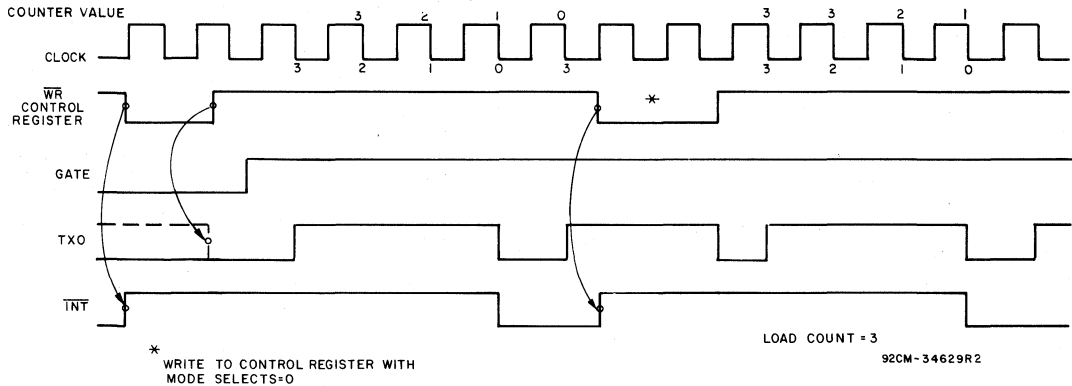 COUNTER VALUE
3 2 1 0 3 3 2 1
CLOCK
3 2 1 0 3 3 2 1 0
WR
CONTROL
REGISTER
*
GATE
TXO
INT
LOAD COUNT = 3
*
WRITE TO CONTROL REGISTER WITH
MODE SELECTS=0
92CM-34629R2